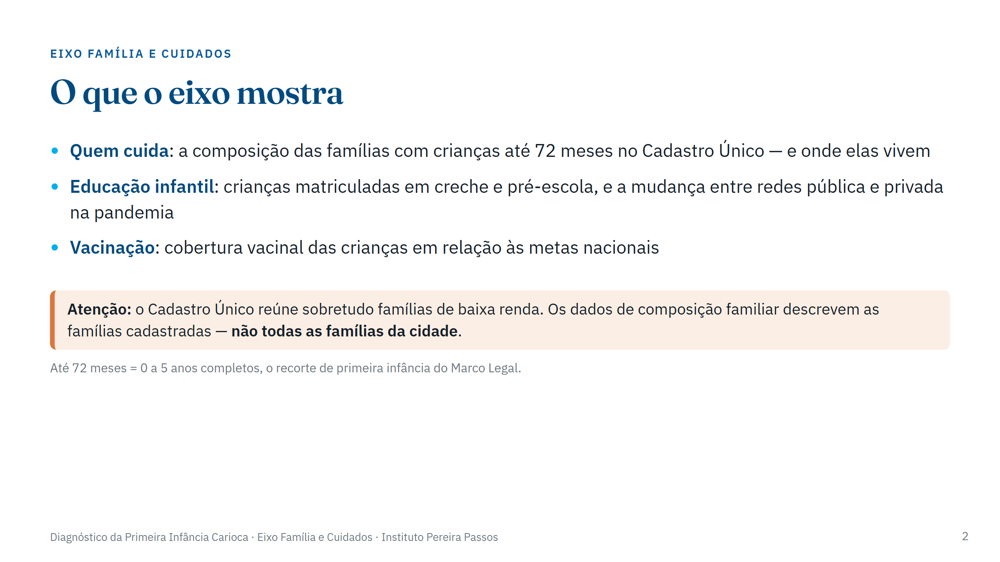 EIXO FAMÍLIA E CUIDADOS
O que o eixo mostra
• Quem cuida: a composição das famílias com crianças até 72 meses no Cadastro Único — e onde elas vivem
• Educação infantil: crianças matriculadas em creche e pré-escola, e a mudança entre redes pública e privada
na pandemia
• Vacinação: cobertura vacinal das crianças em relação às metas nacionais
Atenção: o Cadastro Único reúne sobretudo famílias de baixa renda. Os dados de composição familiar descrevem as
famílias cadastradas — não todas as famílias da cidade.
Até 72 meses = 0 a 5 anos completos, o recorte de primeira infância do Marco Legal.
Diagnóstico da Primeira Infância Carioca · Eixo Família e Cuidados · Instituto Pereira Passos
2